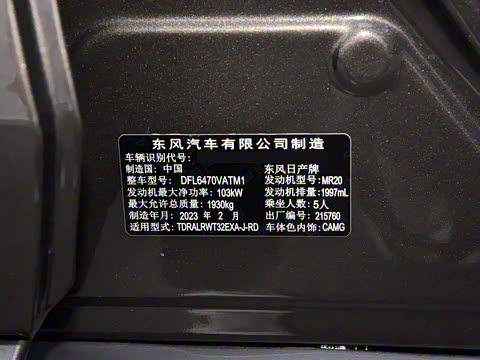 东风汽车有限公司制造
车辆识别代号:
制造国: 中国 东风日产牌
整车型号: DFL6470VATM1 发动机型号:MR20
发动机最大净功率: 103kW 发动机排量:1997mL
最大允许总质量: 1930kg 乘坐人数: 5人
制造年月: 2023 年 2 月 出厂编号: 215760
适用型式: TDRALRWT32EXA-J-RD 车体色内饰: CAMG